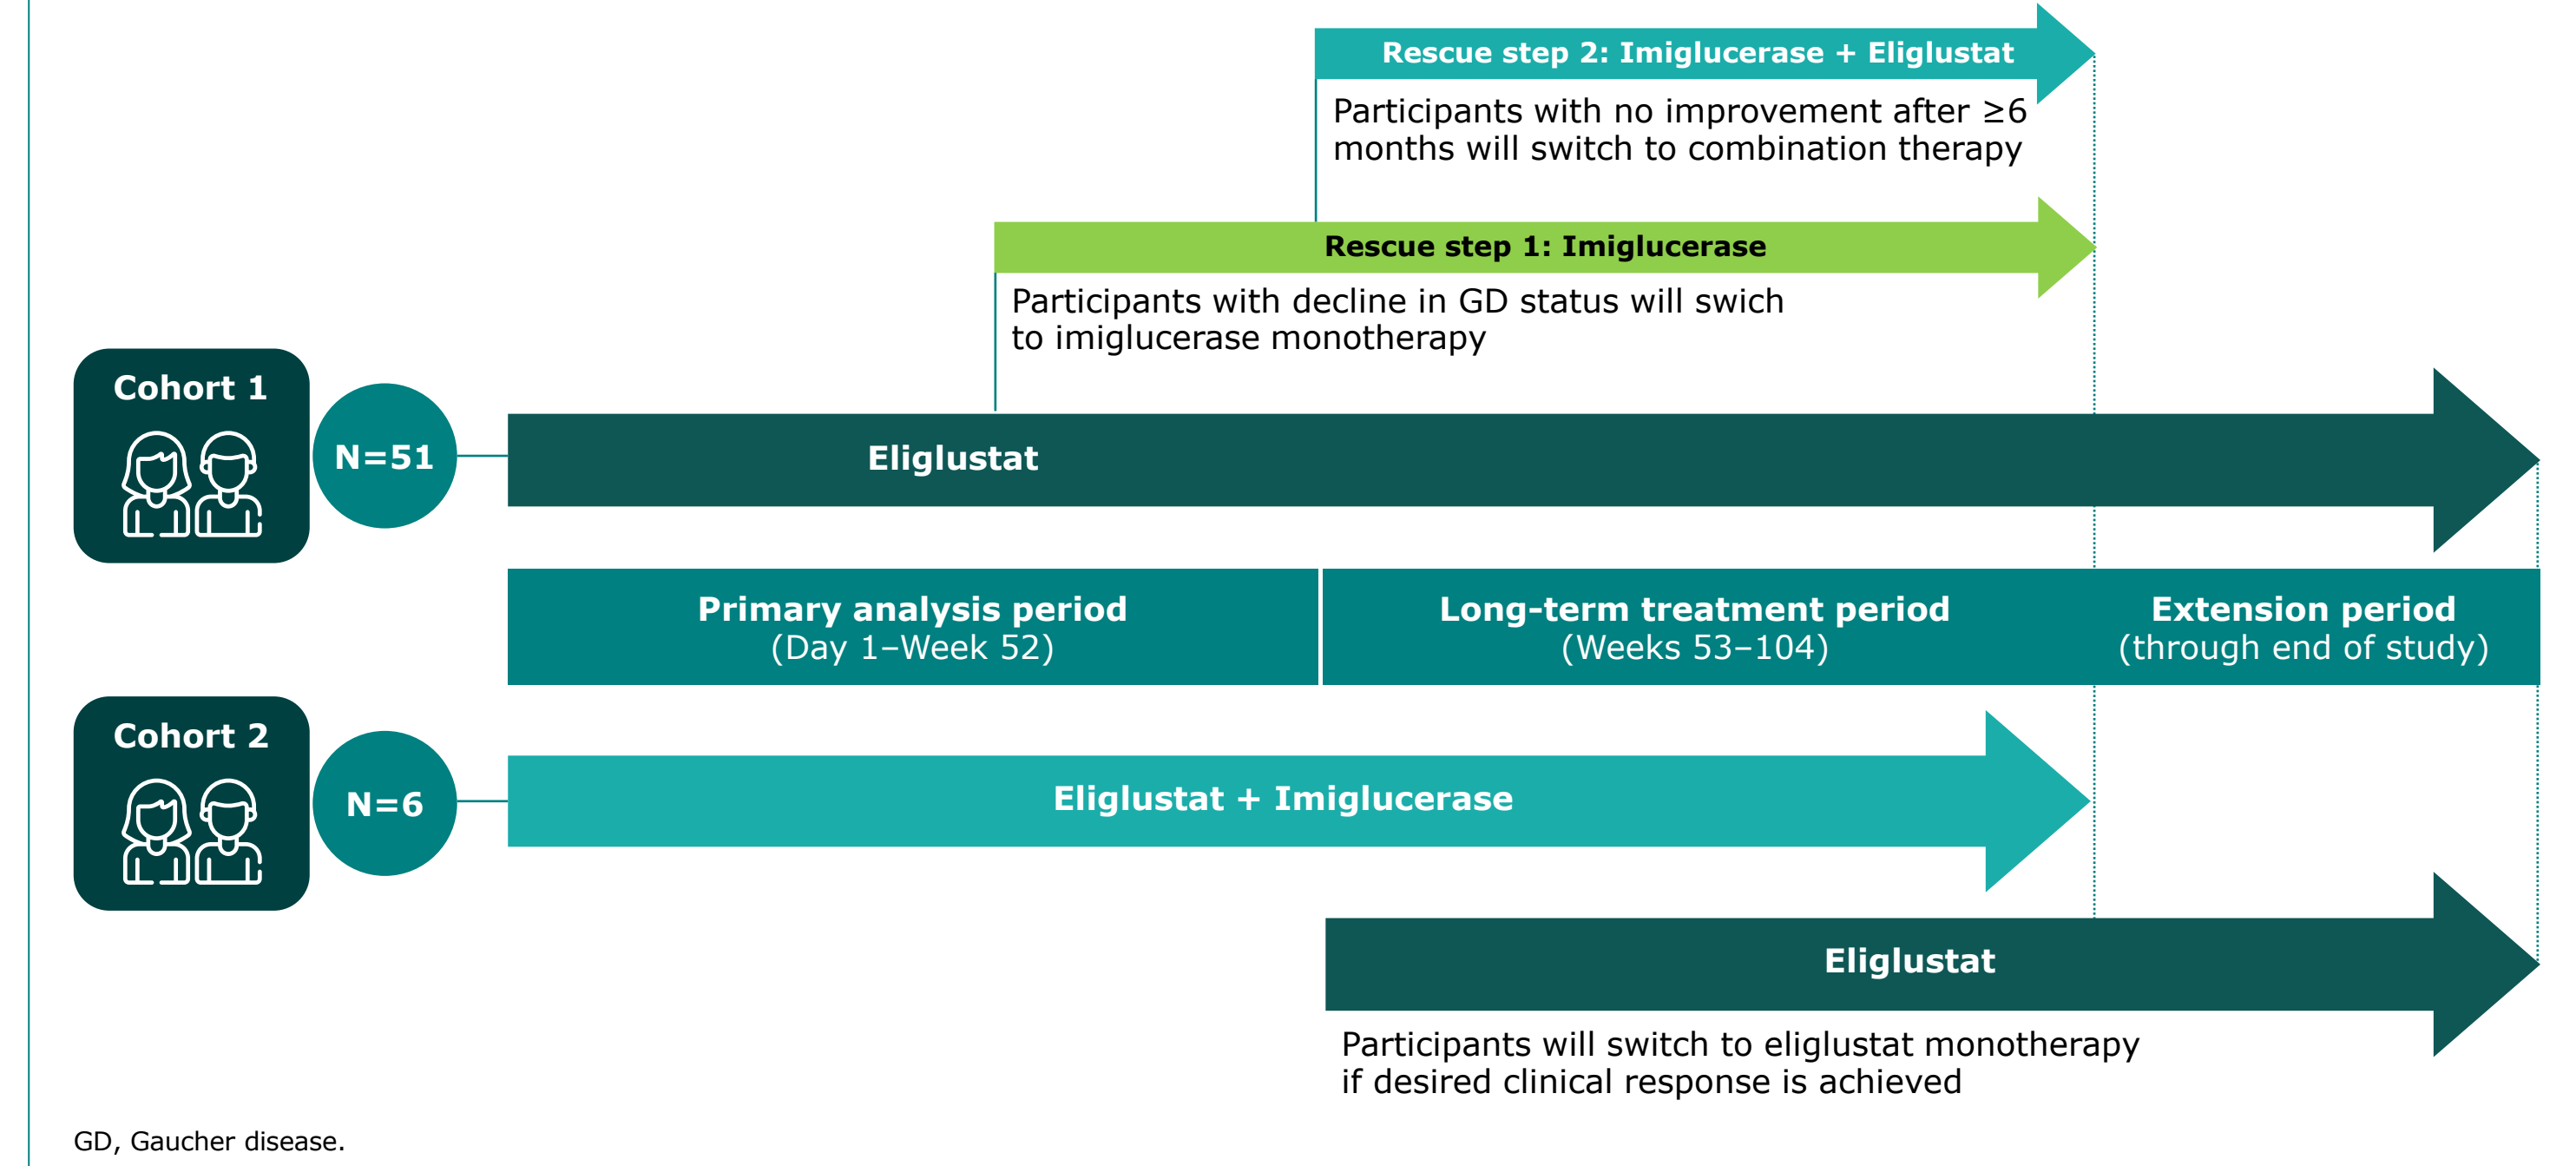 Rescue step 2: Imiglucerase + Eliglustat
Participants with no improvement after ≥6
months will switch to combination therapy
Rescue step 1: Imiglucerase
Participants with decline in GD status will swich
to imiglucerase monotherapy
Cohort 1
N=51
Eliglustat
Primary analysis period
(Day 1–Week 52)
Long-term treatment period
(Weeks 53–104)
Extension period
(through end of study)
Cohort 2
N=6
Eliglustat + Imiglucerase
Eliglustat
Participants will switch to eliglustat monotherapy
if desired clinical response is achieved
GD, Gaucher disease.